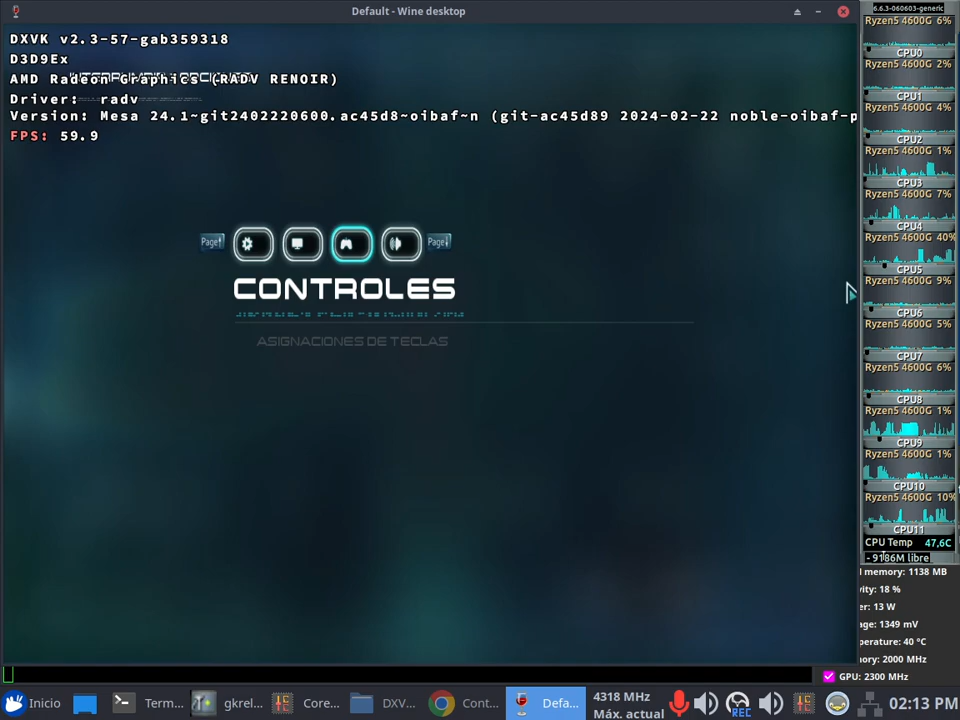 Default - Wine desktop
DXVK v2.3-57-gab359318
D3D9Ex
AMD Radeon Graphics (RADV RENOIR)
Driver: radv
Version: Mesa 24.1~git2402220600.ac45d8~oibaf~n (git-ac45d89 2024-02-22 noble-oibaf-p
FPS: 59.9
Page↑
Page↓
CONTROLES
ASIGNACIONES DE TECLAS
6.6.3-060603-generic
Ryzen5 4600G 6%
CPU0
Ryzen5 4600G 2%
CPU1
Ryzen5 4600G 4%
CPU2
Ryzen5 4600G 1%
CPU3
Ryzen5 4600G 7%
CPU4
Ryzen5 4600G 40%
CPU5
Ryzen5 4600G 9%
CPU6
Ryzen5 4600G 5%
CPU7
Ryzen5 4600G 6%
CPU8
Ryzen5 4600G 1%
CPU9
Ryzen5 4600G 1%
CPU10
Ryzen5 4600G 10%
CPU11
CPU Temp 47,6C
- 9186M libre
memory: 1138 MB
vity: 18 %
er: 13 W
age: 1349 mV
perature: 40 °C
ory: 2000 MHz
GPU: 2300 MHz
Inicio
Term...
gkrel...
Core...
DXV...
Cont...
Defa...
4318 MHz
Máx. actual
REC
02:13 PM